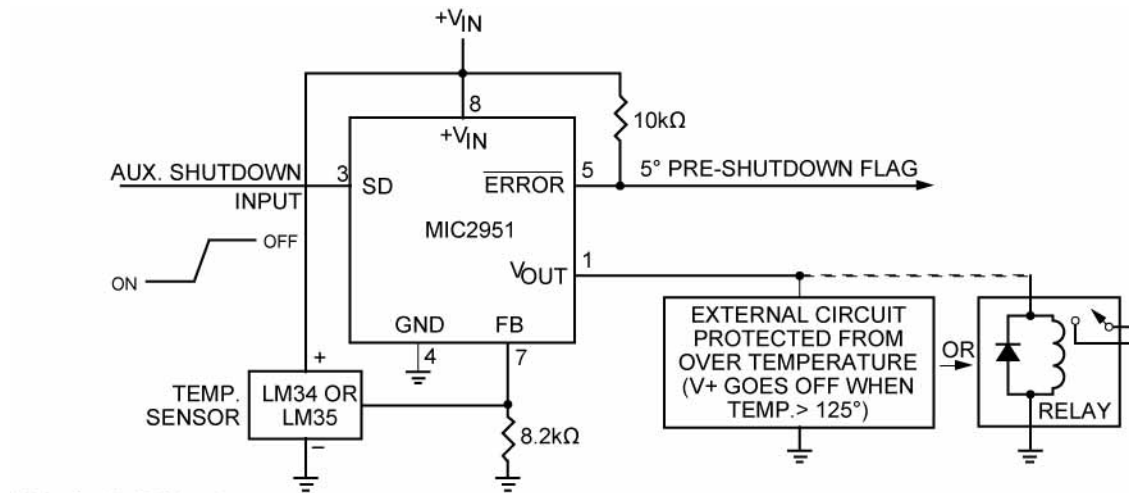 +VIN
8
+VIN
10kΩ
AUX. SHUTDOWN
INPUT
3
SD
ERROR
5
5° PRE-SHUTDOWN FLAG
MIC2951
OFF
ON
VOUT
1
GND
FB
4
7
EXTERNAL CIRCUIT
PROTECTED FROM
OVER TEMPERATURE
(V+ GOES OFF WHEN
TEMP.> 125°)
OR
RELAY
+
TEMP.
SENSOR
LM34 OR
LM35
–
8.2kΩ